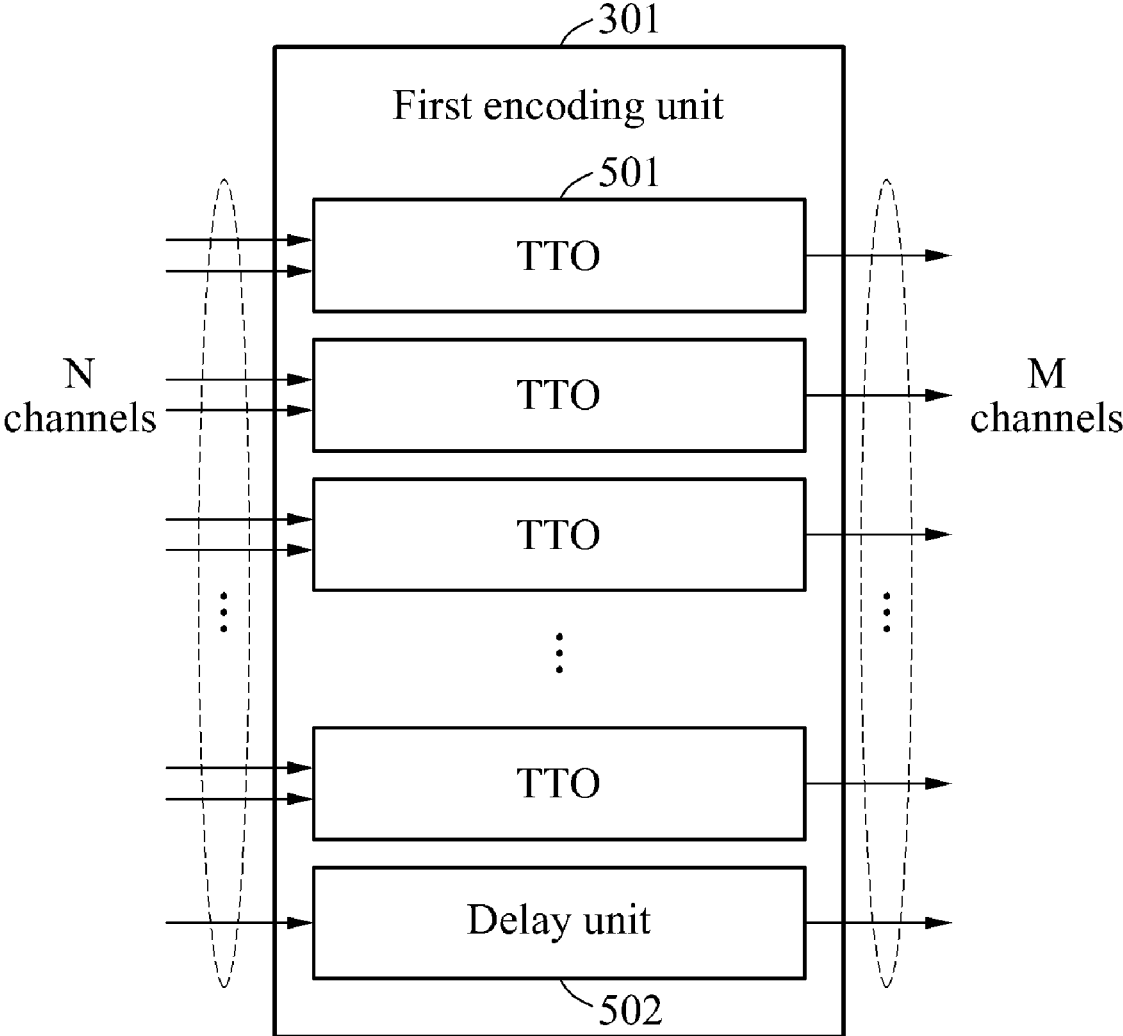 301
First encoding unit
501
TTO
N
channels
TTO
M
channels
TTO
TTO
Delay unit
502